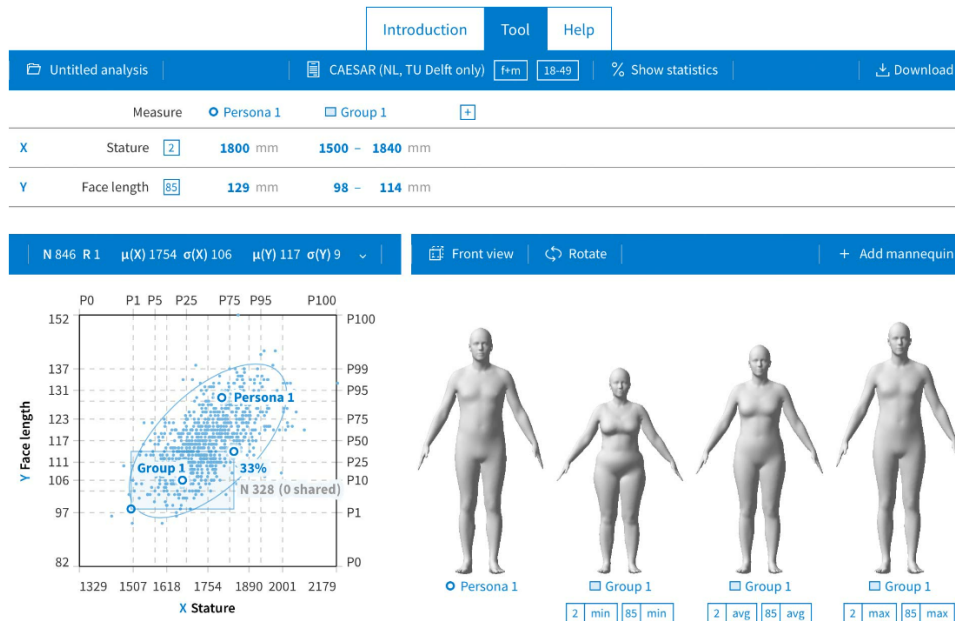 Introduction Tool Help
Untitled analysis CAESAR (NL, TU Delft only) f+m 18-49 % Show statistics Download
Measure Persona 1 Group 1 +
X Stature 2 1800 mm 1500 – 1840 mm
Y Face length 85 129 mm 98 – 114 mm
N 846 R 1 μ(X) 1754 σ(X) 106 μ(Y) 117 σ(Y) 9
Front view Rotate + Add mannequin
P0 P1 P5 P25 P75 P95 P100
152 P100
137 P99
131 P95
Persona 1
123 P75
117 P50
111 P25
Group 1 33%
106 P10
N 328 (0 shared)
97 P1
82 P0
Y Face length
1329 1507 1618 1754 1890 2001 2179
X Stature
Persona 1 Group 1 Group 1 Group 1
2 min 85 min 2 avg 85 avg 2 max 85 max